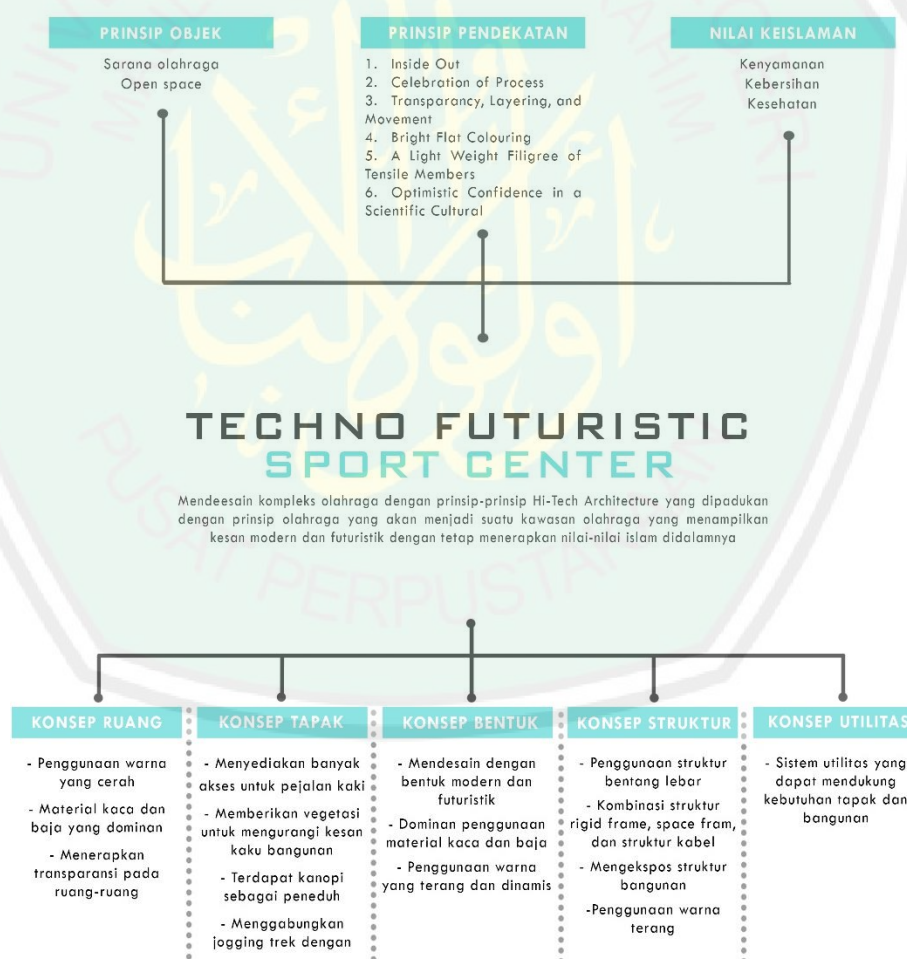 PRINSIP OBJEK
Sarana olahraga
Open space
PRINSIP PENDEKATAN
1. Inside Out
2. Celebration of Process
3. Transparancy, Layering, and
Movement
4. Bright Flat Colouring
5. A Light Weight Filigree of
Tensile Members
6. Optimistic Confidence in a
Scientific Cultural
NILAI KEISLAMAN
Kenyamanan
Kebersihan
Kesehatan
TECHNO FUTURISTIC
SPORT CENTER
Mendeesain kompleks olahraga dengan prinsip-prinsip Hi-Tech Architecture yang dipadukan
dengan prinsip olahraga yang akan menjadi suatu kawasan olahraga yang menampilkan
kesan modern dan futuristik dengan tetap menerapkan nilai-nilai islam didalamnya
KONSEP RUANG
- Penggunaan warna
yang cerah
- Material kaca dan
baja yang dominan
- Menerapkan
transparansi pada
ruang-ruang
KONSEP TAPAK
- Menyediakan banyak
akses untuk pejalan kaki
- Memberikan vegetasi
untuk mengurangi kesan
kaku bangunan
- Terdapat kanopi
sebagai peneduh
- Menggabungkan
jogging trek dengan
KONSEP BENTUK
- Mendesain dengan
bentuk modern dan
futuristik
- Dominan penggunaan
material kaca dan baja
- Penggunaan warna
yang terang dan dinamis
KONSEP STRUKTUR
- Penggunaan struktur
bentang lebar
- Kombinasi struktur
rigid frame, space fram,
dan struktur kabel
- Mengekspos struktur
bangunan
-Penggunaan warna
terang
KONSEP UTILITAS
- Sistem utilitas yang
dapat mendukung
kebutuhan tapak dan
bangunan
PUSAT PERPUSTAKAAN